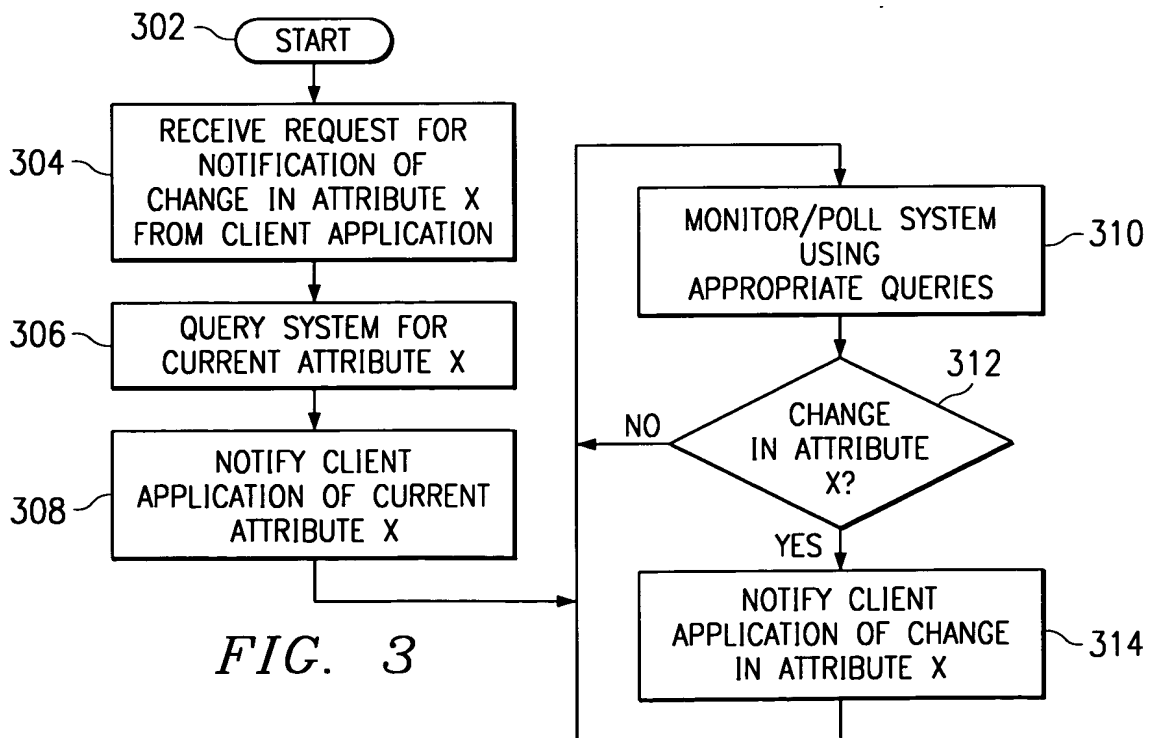 302
START
304
RECEIVE REQUEST FOR
NOTIFICATION OF
CHANGE IN ATTRIBUTE X
FROM CLIENT APPLICATION
306
QUERY SYSTEM FOR
CURRENT ATTRIBUTE X
308
NOTIFY CLIENT
APPLICATION OF CURRENT
ATTRIBUTE X
MONITOR/POLL SYSTEM
USING
APPROPRIATE QUERIES
310
312
CHANGE
IN ATTRIBUTE
X?
NO
YES
NOTIFY CLIENT
APPLICATION OF CHANGE
IN ATTRIBUTE X
314
FIG. 3